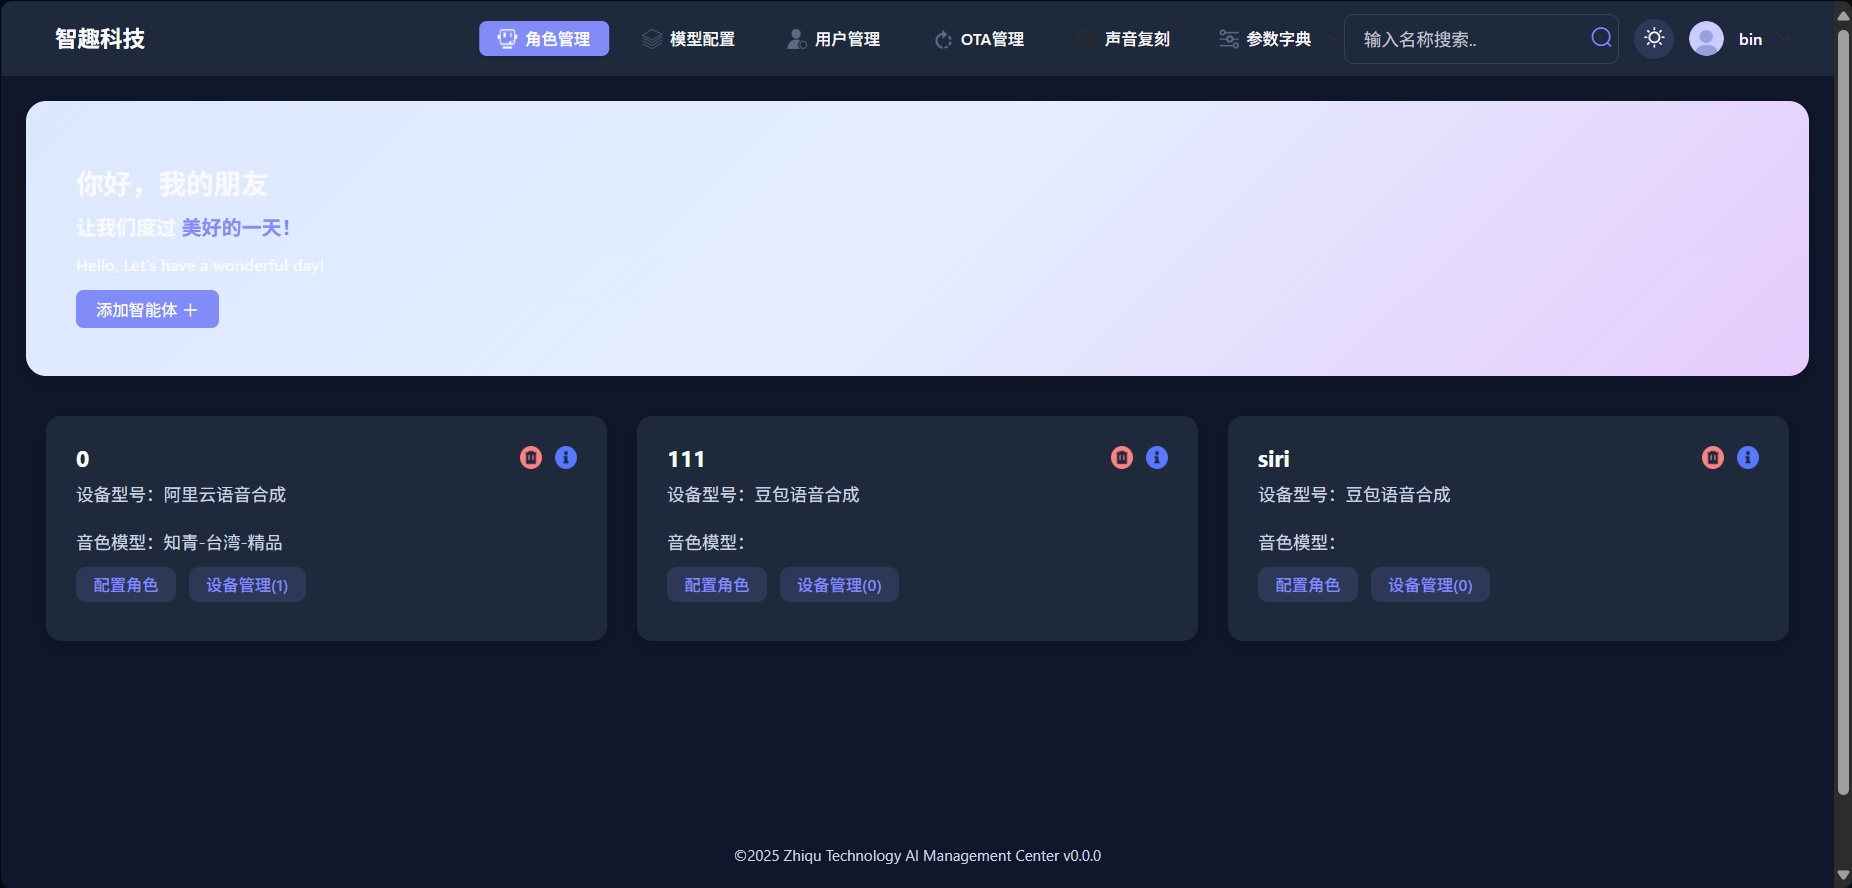 智趣科技
角色管理
模型配置
用户管理
OTA管理
声音复刻
参数字典
输入名称搜索..
bin
你好，我的朋友
让我们度过 美好的一天！
Hello, Let's have a wonderful day!
添加智能体
0
设备型号：阿里云语音合成
音色模型：知青-台湾-精品
配置角色
设备管理(1)
111
设备型号：豆包语音合成
音色模型：
配置角色
设备管理(0)
siri
设备型号：豆包语音合成
音色模型：
配置角色
设备管理(0)
©2025 Zhiqu Technology AI Management Center v0.0.0